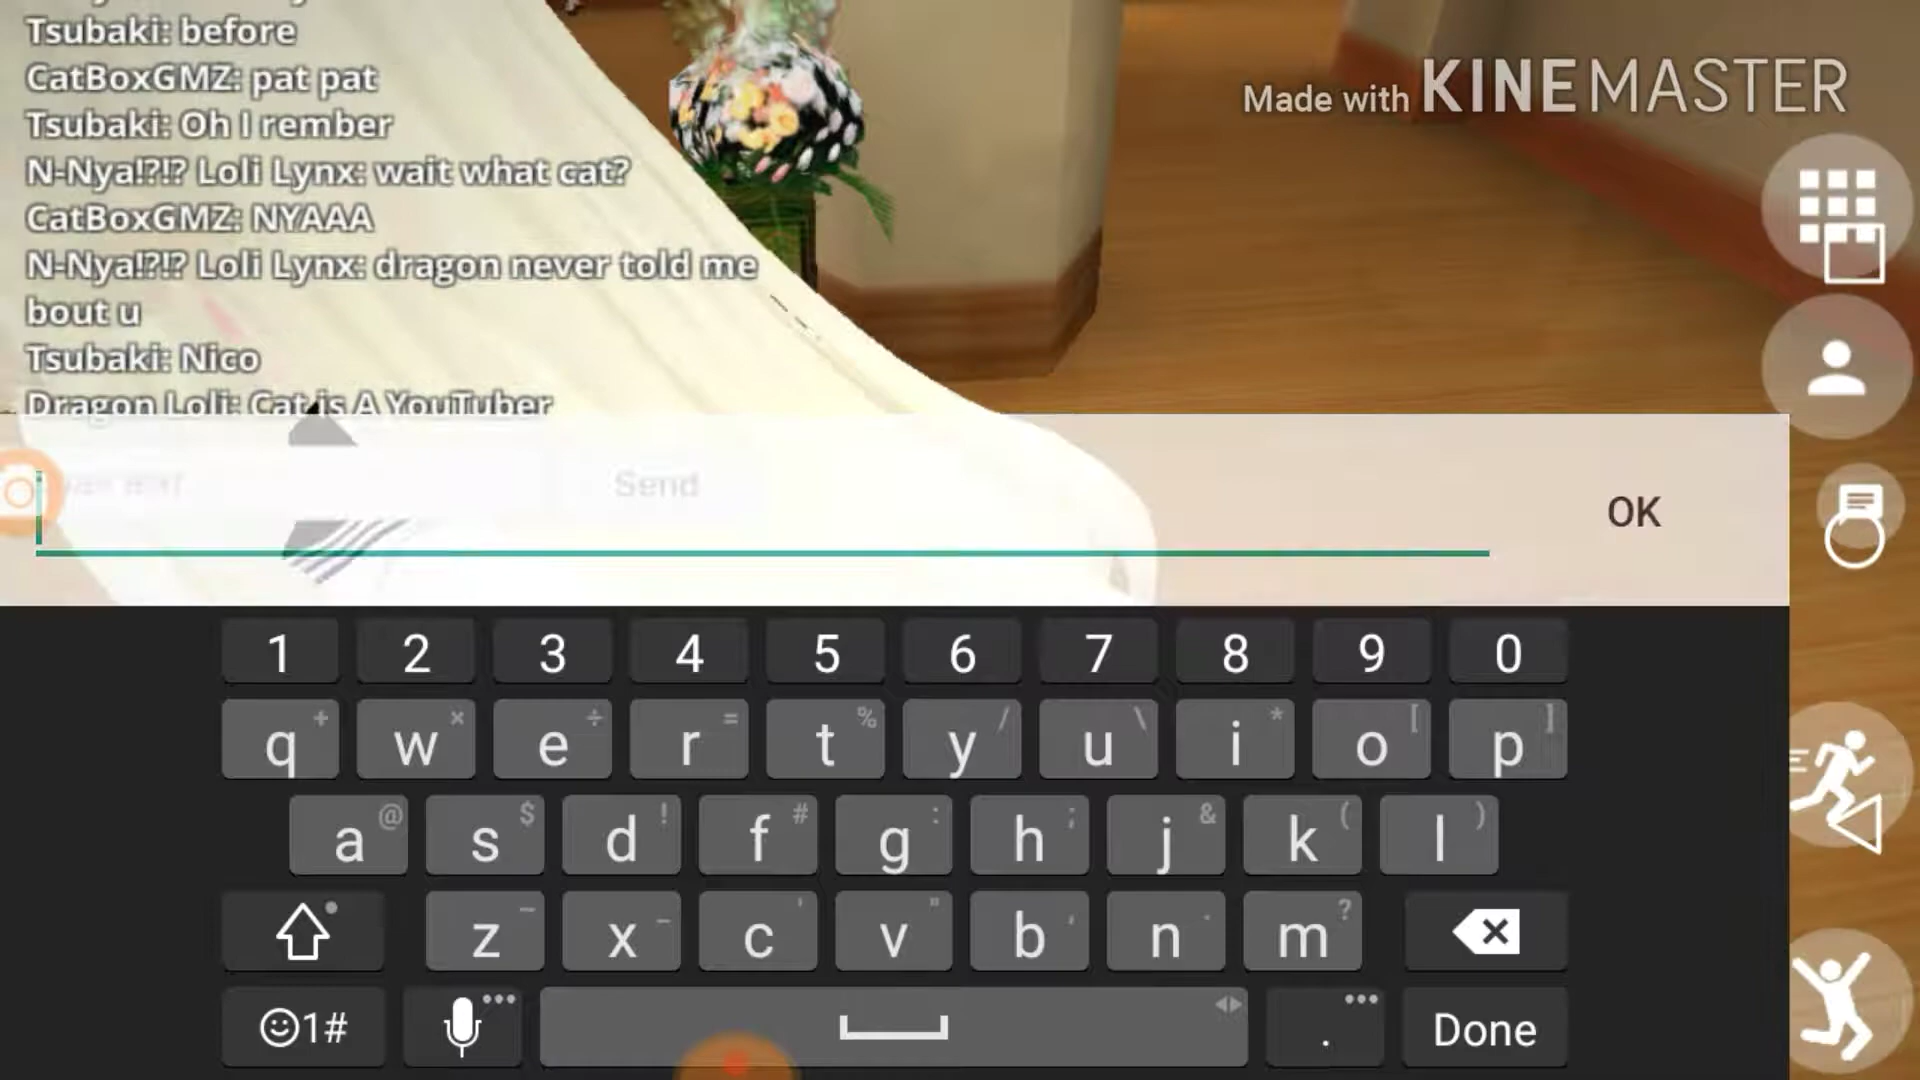 Tsubaki: before
CatBoxGMZ: pat pat
Tsubaki: Oh I rember
N-Nya!?!? Loli Lynx: wait what cat?
CatBoxGMZ: NYAAA
N-Nya!?!? Loli Lynx: dragon never told me
bout u
Tsubaki: Nico
Dragon Loli: Cat is A YouTuber
Made with KINEMASTER
Send
OK
1 2 3 4 5 6 7 8 9 0
q + w × e ÷ r = t % y / u \ i * o [ p ]
a @ s $ d ! f # g : h ; j & k ( l )
z - x _ c ' v " b , n . m ?
1# . Done